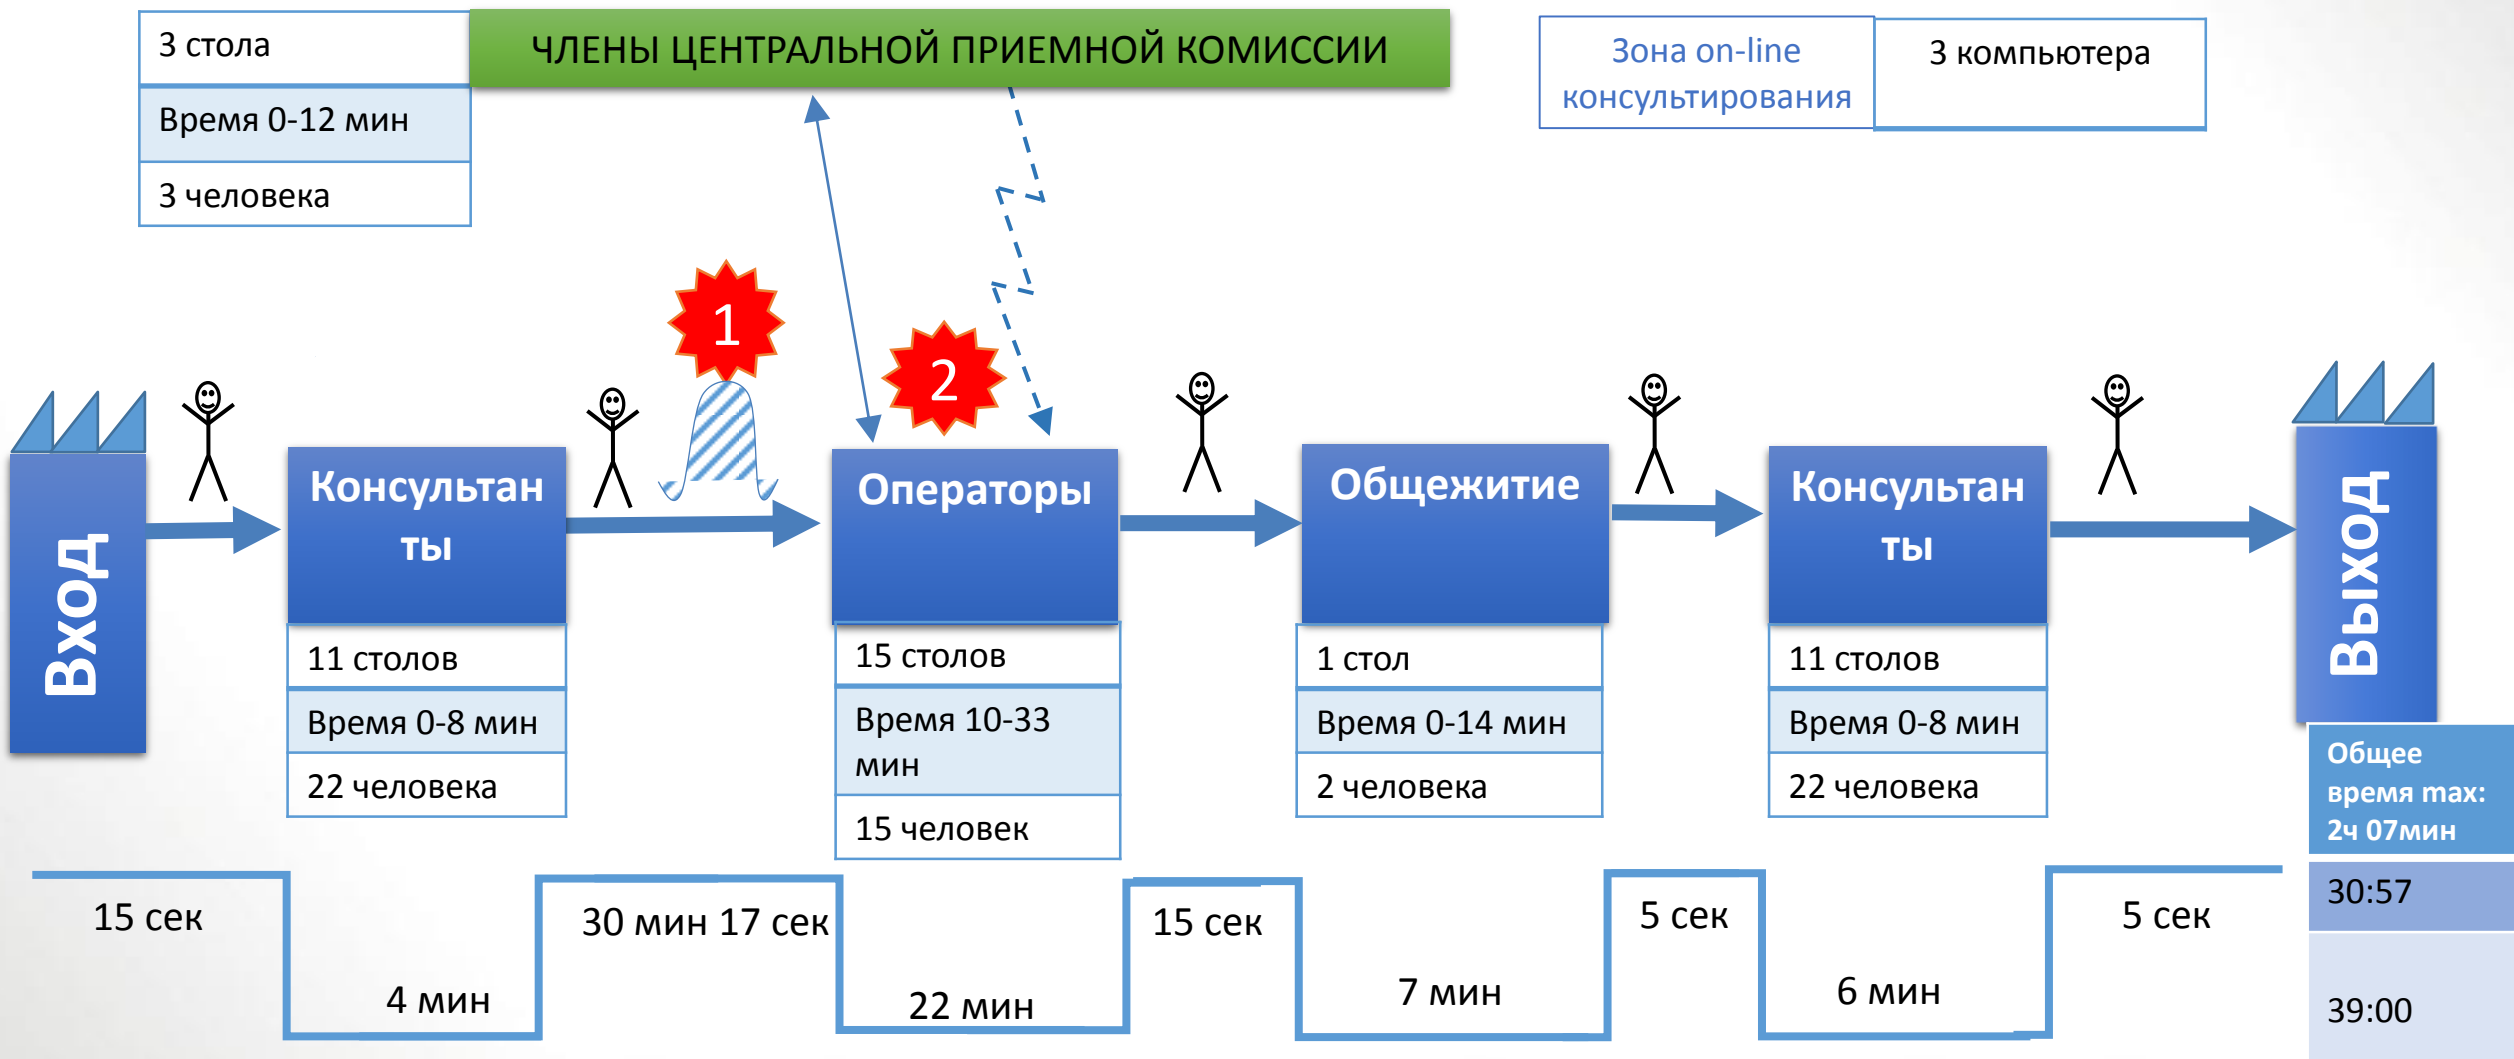 3 стола
Время 0-12 мин
3 человека
ЧЛЕНЫ ЦЕНТРАЛЬНОЙ ПРИЕМНОЙ КОМИССИИ
Зона on-line
консультирования
3 компьютера
1
2
Вход
Консультан
ты
11 столов
Время 0-8 мин
22 человека
Операторы
15 столов
Время 10-33
мин
15 человек
Общежитие
1 стол
Время 0-14 мин
2 человека
Консультан
ты
11 столов
Время 0-8 мин
22 человека
Выход
Общее
время max:
2ч 07мин
30:57
39:00
15 сек
4 мин
30 мин 17 сек
22 мин
15 сек
7 мин
5 сек
6 мин
5 сек